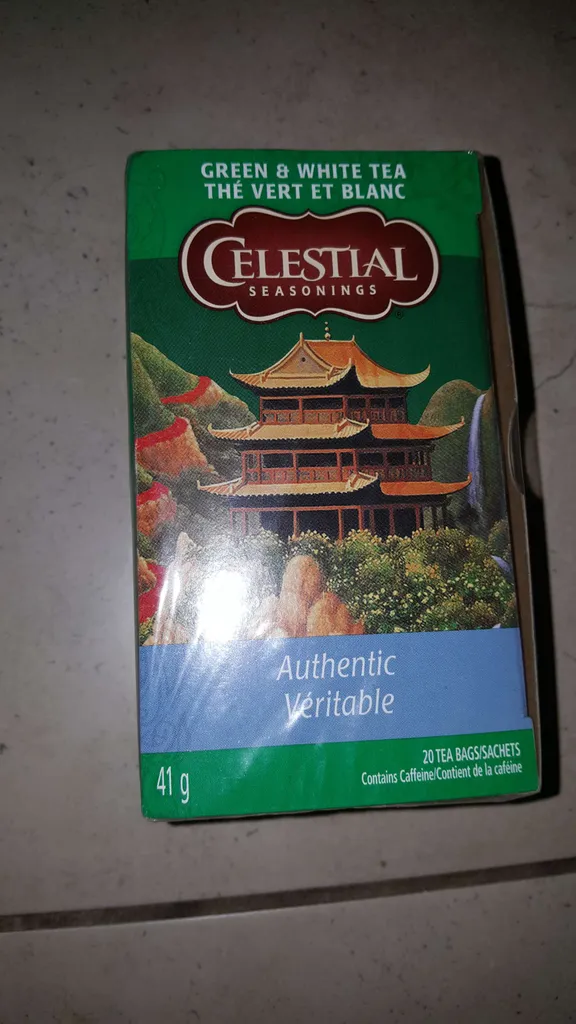 GREEN & WHITE TEA
THÉ VERT ET BLANC
CELESTIAL
SEASONINGS
®
Authentic
Véritable
20 TEA BAGS/SACHETS
Contains Caffeine/Contient de la caféine
41 g